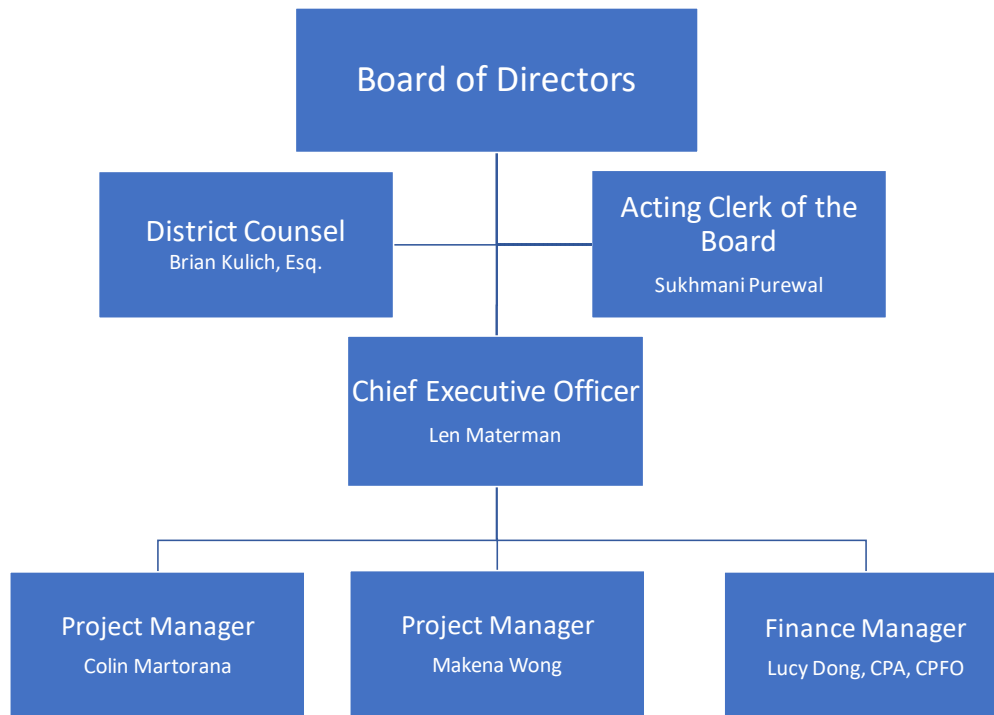 Board of Directors
District Counsel
Brian Kulich, Esq.
Acting Clerk of the
Board
Sukhmani Purewal
Chief Executive Officer
Len Materman
Project Manager
Colin Martorana
Project Manager
Makena Wong
Finance Manager
Lucy Dong, CPA, CPFO